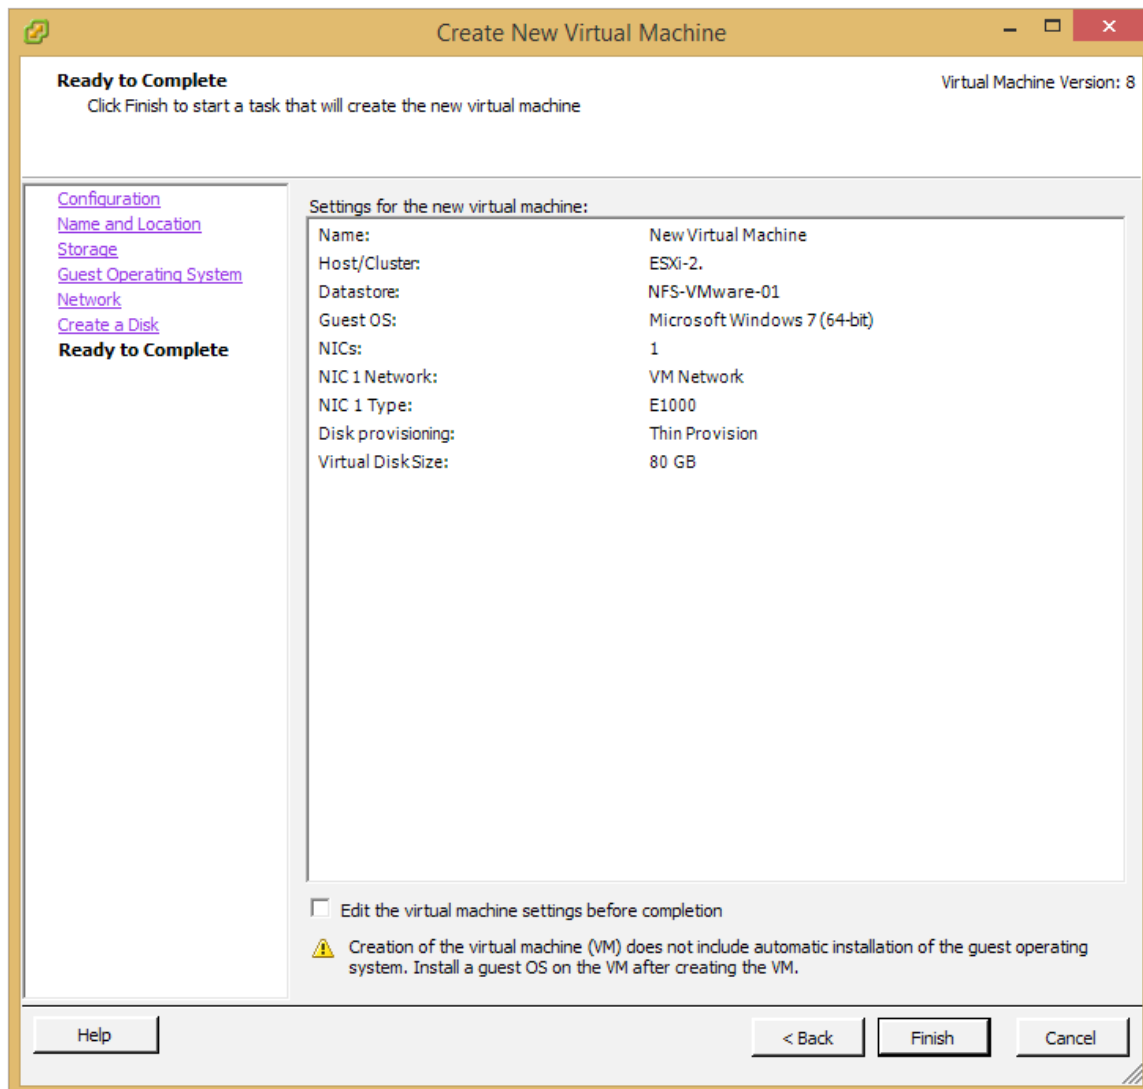 Create New Virtual Machine
Ready to Complete
Virtual Machine Version: 8
Click Finish to start a task that will create the new virtual machine
Configuration
Name and Location
Storage
Guest Operating System
Network
Create a Disk
Ready to Complete
Settings for the new virtual machine:
Name: New Virtual Machine
Host/Cluster: ESXi-2.
Datastore: NFS-VMware-01
Guest OS: Microsoft Windows 7 (64-bit)
NICs: 1
NIC 1 Network: VM Network
NIC 1 Type: E1000
Disk provisioning: Thin Provision
Virtual Disk Size: 80 GB
Edit the virtual machine settings before completion
Creation of the virtual machine (VM) does not include automatic installation of the guest operating
system. Install a guest OS on the VM after creating the VM.
Help
< Back
Finish
Cancel